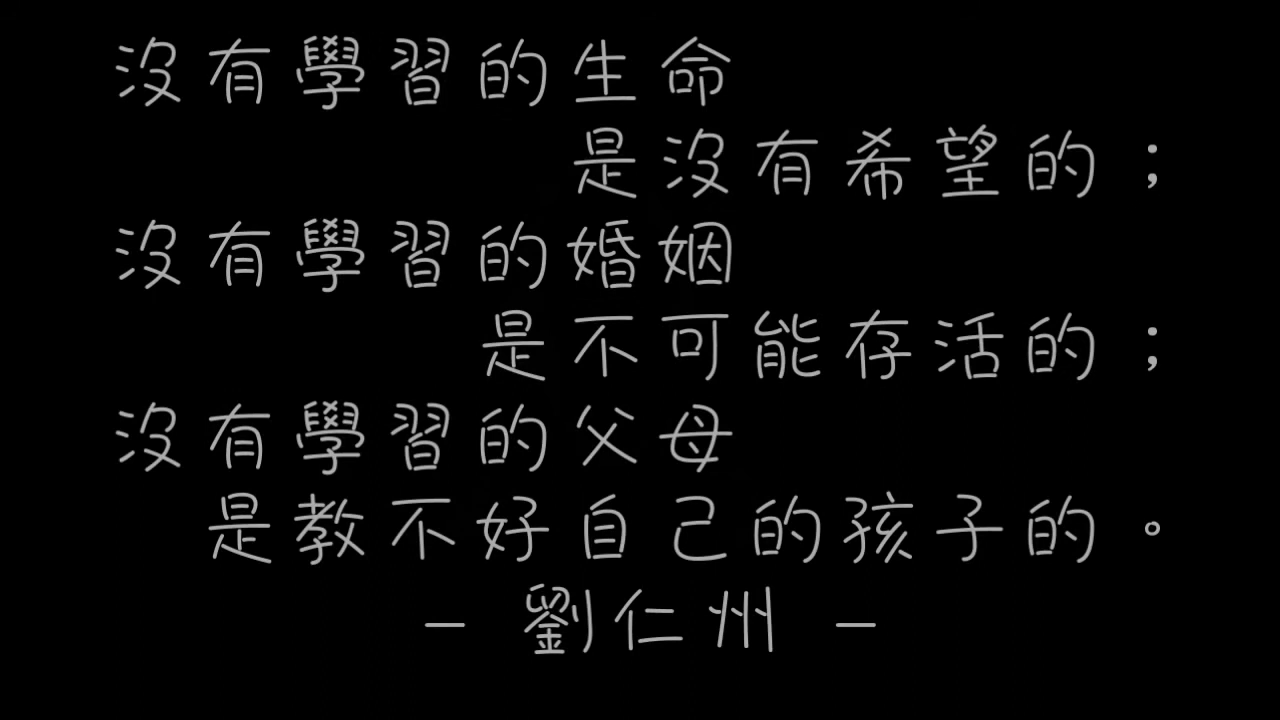 沒有學習的生命
是沒有希望的；
沒有學習的婚姻
是不可能存活的；
沒有學習的父母
是教不好自己的孩子的。
– 劉仁州 –